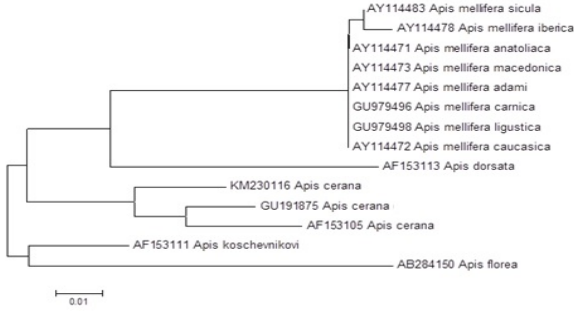 AY114483 Apis mellifera sicula
AY114478 Apis mellifera iberica
AY114471 Apis mellifera anatoliaca
AY114473 Apis mellifera macedonica
AY114477 Apis mellifera adami
GU979496 Apis mellifera carnica
GU979498 Apis mellifera ligustica
AY114472 Apis mellifera caucasica
AF153113 Apis dorsata
KM230116 Apis cerana
GU191875 Apis cerana
AF153105 Apis cerana
AF153111 Apis koschevnikovi
AB284150 Apis florea
0.01